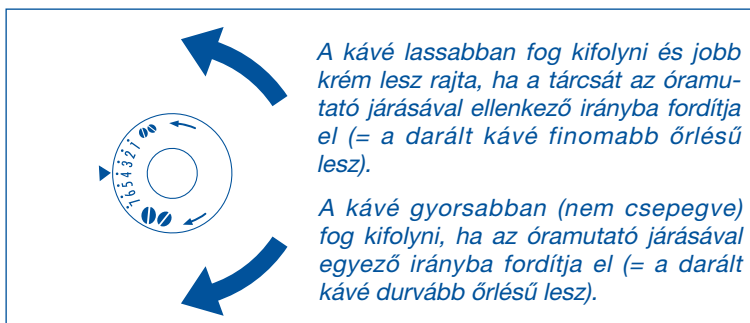 A kávé lassabban fog kifolyni és jobb
krém lesz rajta, ha a tárcsát az óramu-
tató járásával ellenkező irányba fordítja
el (= a darált kávé finomabb őrlésű
lesz).
A kávé gyorsabban (nem csepegve)
fog kifolyni, ha az óramutató járásával
egyező irányba fordítja el (= a darált
kávé durvább őrlésű lesz).
7654321